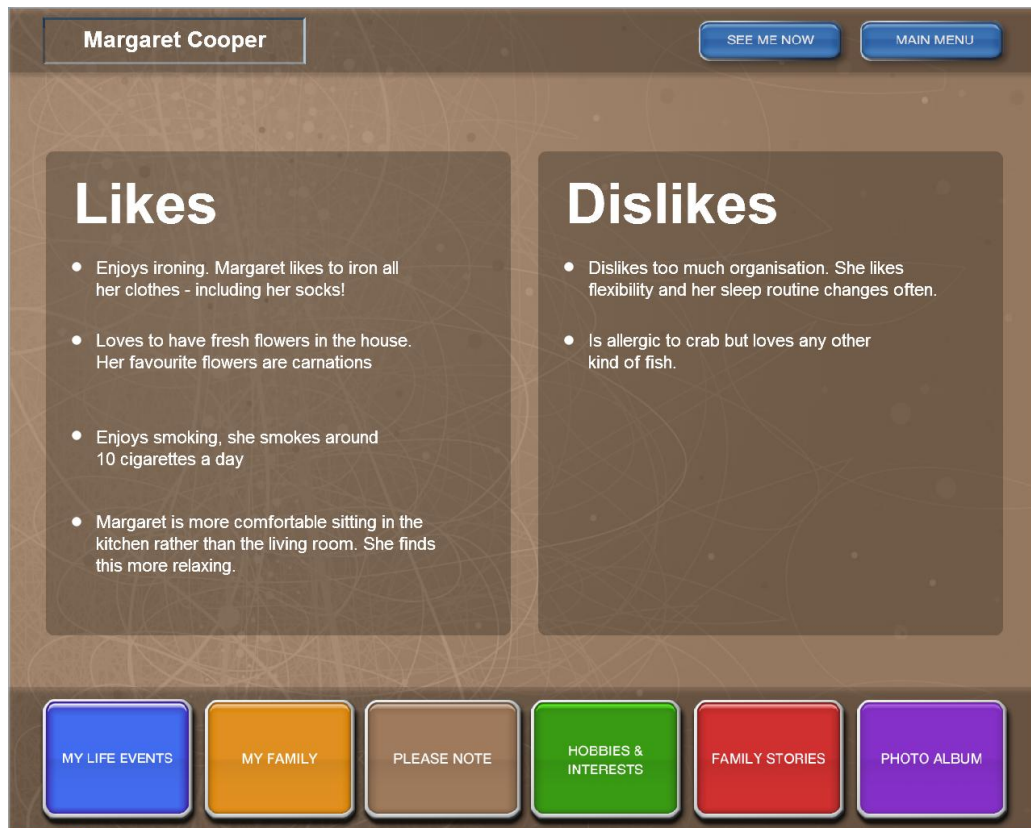 Margaret Cooper
SEE ME NOW
MAIN MENU
Likes
• Enjoys ironing. Margaret likes to iron all
her clothes - including her socks!
• Loves to have fresh flowers in the house.
Her favourite flowers are carnations
• Enjoys smoking, she smokes around
10 cigarettes a day
• Margaret is more comfortable sitting in the
kitchen rather than the living room. She finds
this more relaxing.
Dislikes
• Dislikes too much organisation. She likes
flexibility and her sleep routine changes often.
• Is allergic to crab but loves any other
kind of fish.
MY LIFE EVENTS
MY FAMILY
PLEASE NOTE
HOBBIES &
INTERESTS
FAMILY STORIES
PHOTO ALBUM